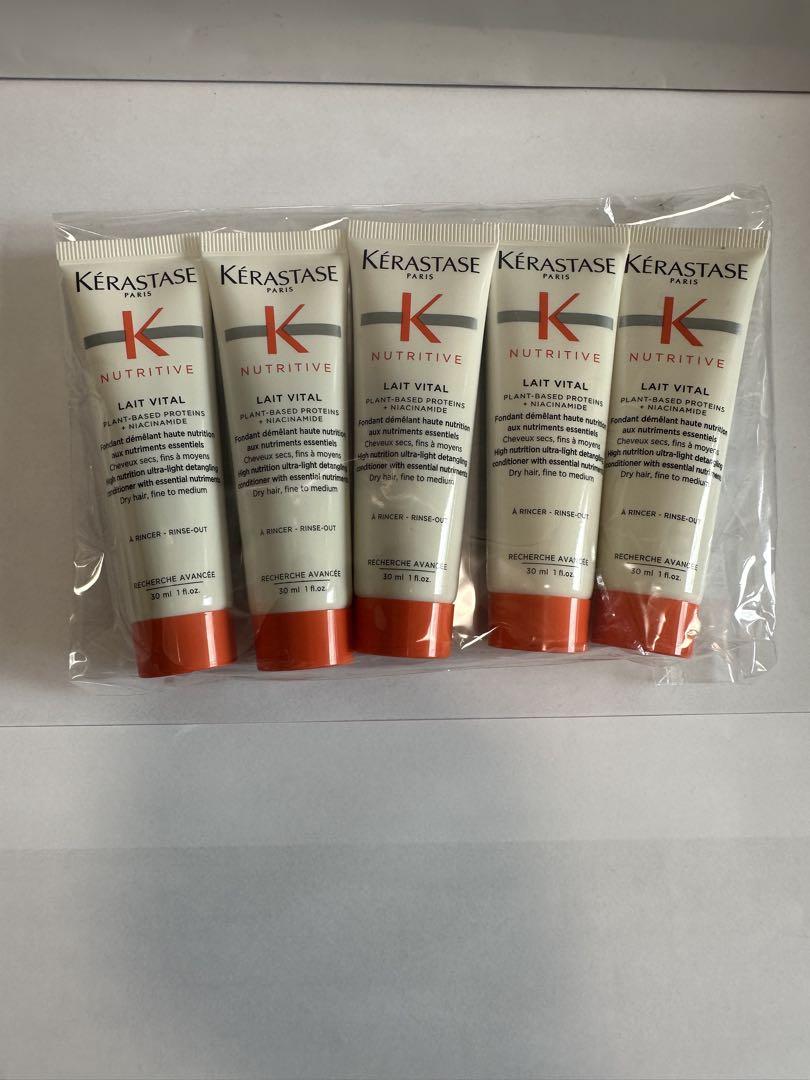 KÉRASTASE
PARIS
K
NUTRITIVE
LAIT VITAL
PLANT-BASED PROTEINS
+ NIACINAMIDE
Fondant démêlant haute nutrition
aux nutriments essentiels
Cheveux secs, fins à moyens
High nutrition ultra-light detangling
conditioner with essential nutriments
Dry hair, fine to medium
À RINCER - RINSE-OUT
RECHERCHE AVANCÉE
30 ml 1 fl.oz.
KÉRASTASE
PARIS
K
NUTRITIVE
LAIT VITAL
PLANT-BASED PROTEINS
+ NIACINAMIDE
Fondant démêlant haute nutrition
aux nutriments essentiels
Cheveux secs, fins à moyens
High nutrition ultra-light detangling
conditioner with essential nutriments
Dry hair, fine to medium
À RINCER - RINSE-OUT
RECHERCHE AVANCÉE
30 ml 1 fl.oz.
KÉRASTASE
PARIS
K
NUTRITIVE
LAIT VITAL
PLANT-BASED PROTEINS
+ NIACINAMIDE
Fondant démêlant haute nutrition
aux nutriments essentiels
Cheveux secs, fins à moyens
High nutrition ultra-light detangling
conditioner with essential nutriments
Dry hair, fine to medium
À RINCER - RINSE-OUT
RECHERCHE AVANCÉE
30 ml 1 fl.oz.
KÉRASTASE
PARIS
K
NUTRITIVE
LAIT VITAL
PLANT-BASED PROTEINS
+ NIACINAMIDE
Fondant démêlant haute nutrition
aux nutriments essentiels
Cheveux secs, fins à moyens
High nutrition ultra-light detangling
conditioner with essential nutriments
Dry hair, fine to medium
À RINCER - RINSE-OUT
RECHERCHE AVANCÉE
30 ml 1 fl.oz.
KÉRASTASE
PARIS
K
NUTRITIVE
LAIT VITAL
PLANT-BASED PROTEINS
+ NIACINAMIDE
Fondant démêlant haute nutrition
aux nutriments essentiels
Cheveux secs, fins à moyens
High nutrition ultra-light detangling
conditioner with essential nutriments
Dry hair, fine to medium
À RINCER - RINSE-OUT
RECHERCHE AVANCÉE
30 ml 1 fl.oz.